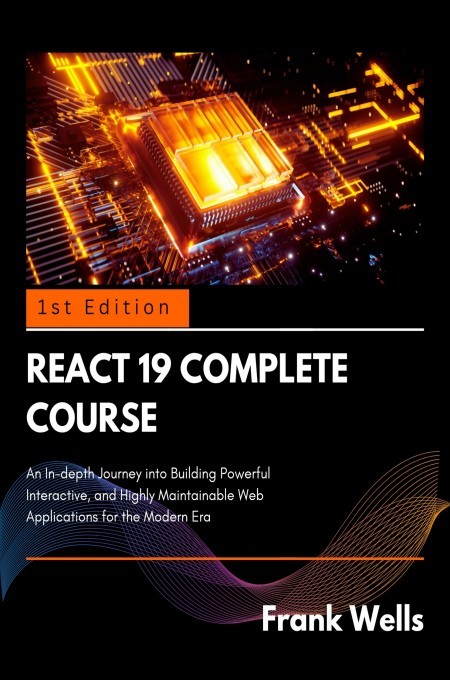 1st Edition
REACT 19 COMPLETE
COURSE
An In-depth Journey into Building Powerful
Interactive, and Highly Maintainable Web
Applications for the Modern Era
Frank Wells